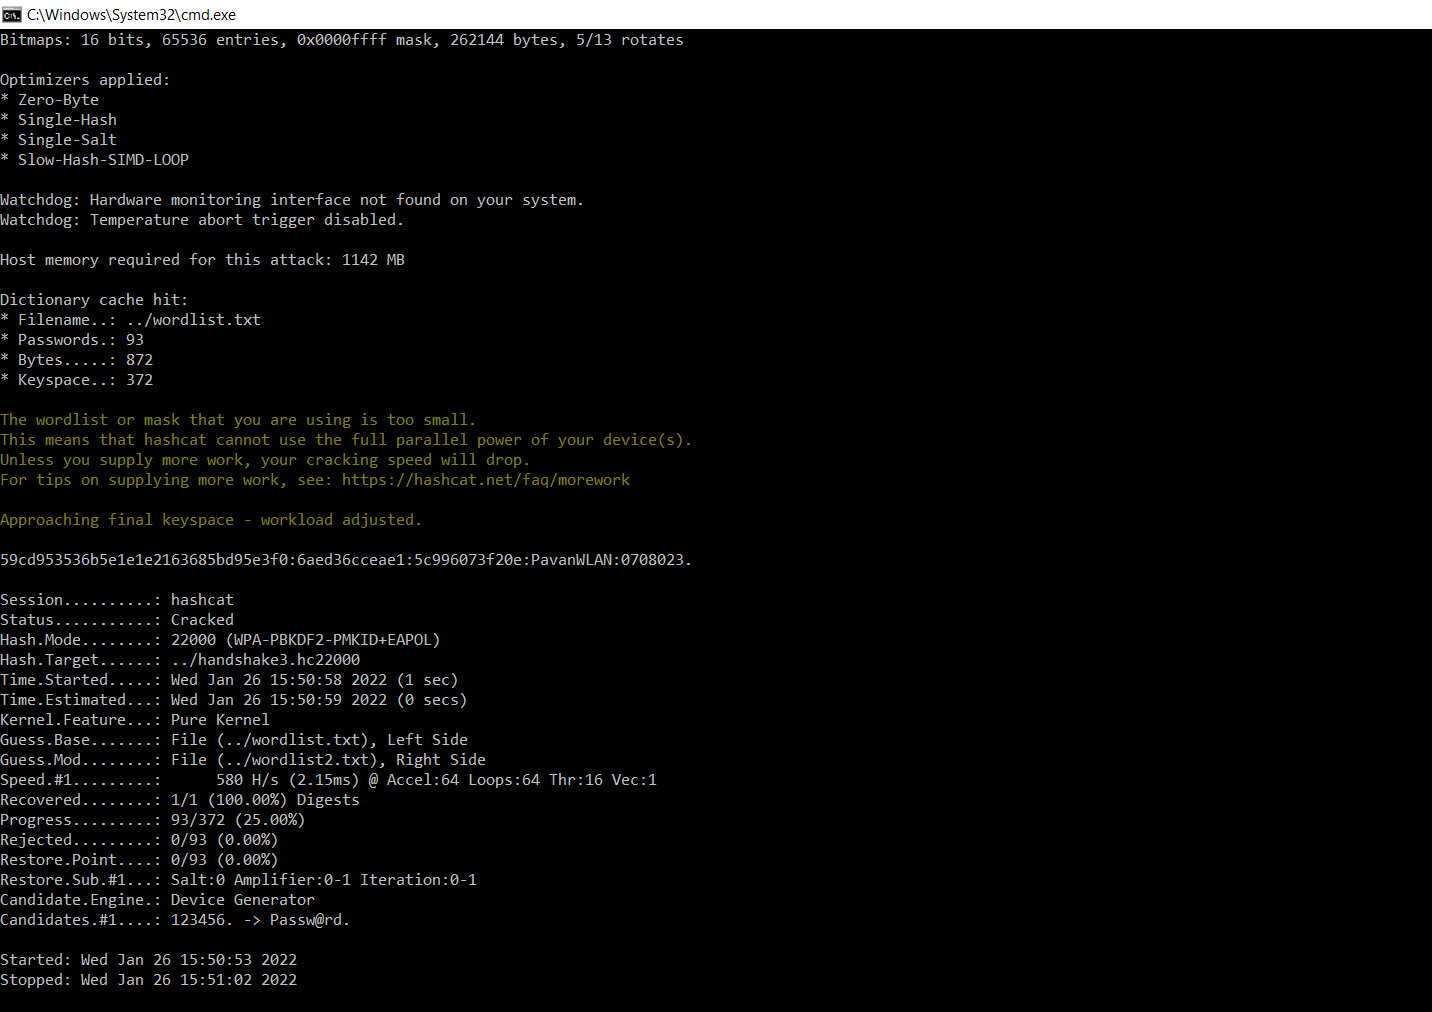 C:\Windows\System32\cmd.exe
Bitmaps: 16 bits, 65536 entries, 0x0000ffff mask, 262144 bytes, 5/13 rotates
Optimizers applied:
* Zero-Byte
* Single-Hash
* Single-Salt
* Slow-Hash-SIMD-LOOP
Watchdog: Hardware monitoring interface not found on your system.
Watchdog: Temperature abort trigger disabled.
Host memory required for this attack: 1142 MB
Dictionary cache hit:
* Filename..: ../wordlist.txt
* Passwords.: 93
* Bytes.....: 872
* Keyspace..: 372
The wordlist or mask that you are using is too small.
This means that hashcat cannot use the full parallel power of your device(s).
Unless you supply more work, your cracking speed will drop.
For tips on supplying more work, see: https://hashcat.net/faq/morework
Approaching final keyspace - workload adjusted.
59cd953536b5e1e1e2163685bd95e3f0:6aed36cceae1:5c996073f20e:PavanWLAN:0708023.
Session..........: hashcat
Status...........: Cracked
Hash.Mode........: 22000 (WPA-PBKDF2-PMKID+EAPOL)
Hash.Target......: ../handshake3.hc22000
Time.Started.....: Wed Jan 26 15:50:58 2022 (1 sec)
Time.Estimated...: Wed Jan 26 15:50:59 2022 (0 secs)
Kernel.Feature...: Pure Kernel
Guess.Base.......: File (../wordlist.txt), Left Side
Guess.Mod........: File (../wordlist2.txt), Right Side
Speed.#1.........:      580 H/s (2.15ms) @ Accel:64 Loops:64 Thr:16 Vec:1
Recovered........: 1/1 (100.00%) Digests
Progress.........: 93/372 (25.00%)
Rejected.........: 0/93 (0.00%)
Restore.Point....: 0/93 (0.00%)
Restore.Sub.#1...: Salt:0 Amplifier:0-1 Iteration:0-1
Candidate.Engine.: Device Generator
Candidates.#1....: 123456. -> Passw@rd.
Started: Wed Jan 26 15:50:53 2022
Stopped: Wed Jan 26 15:51:02 2022